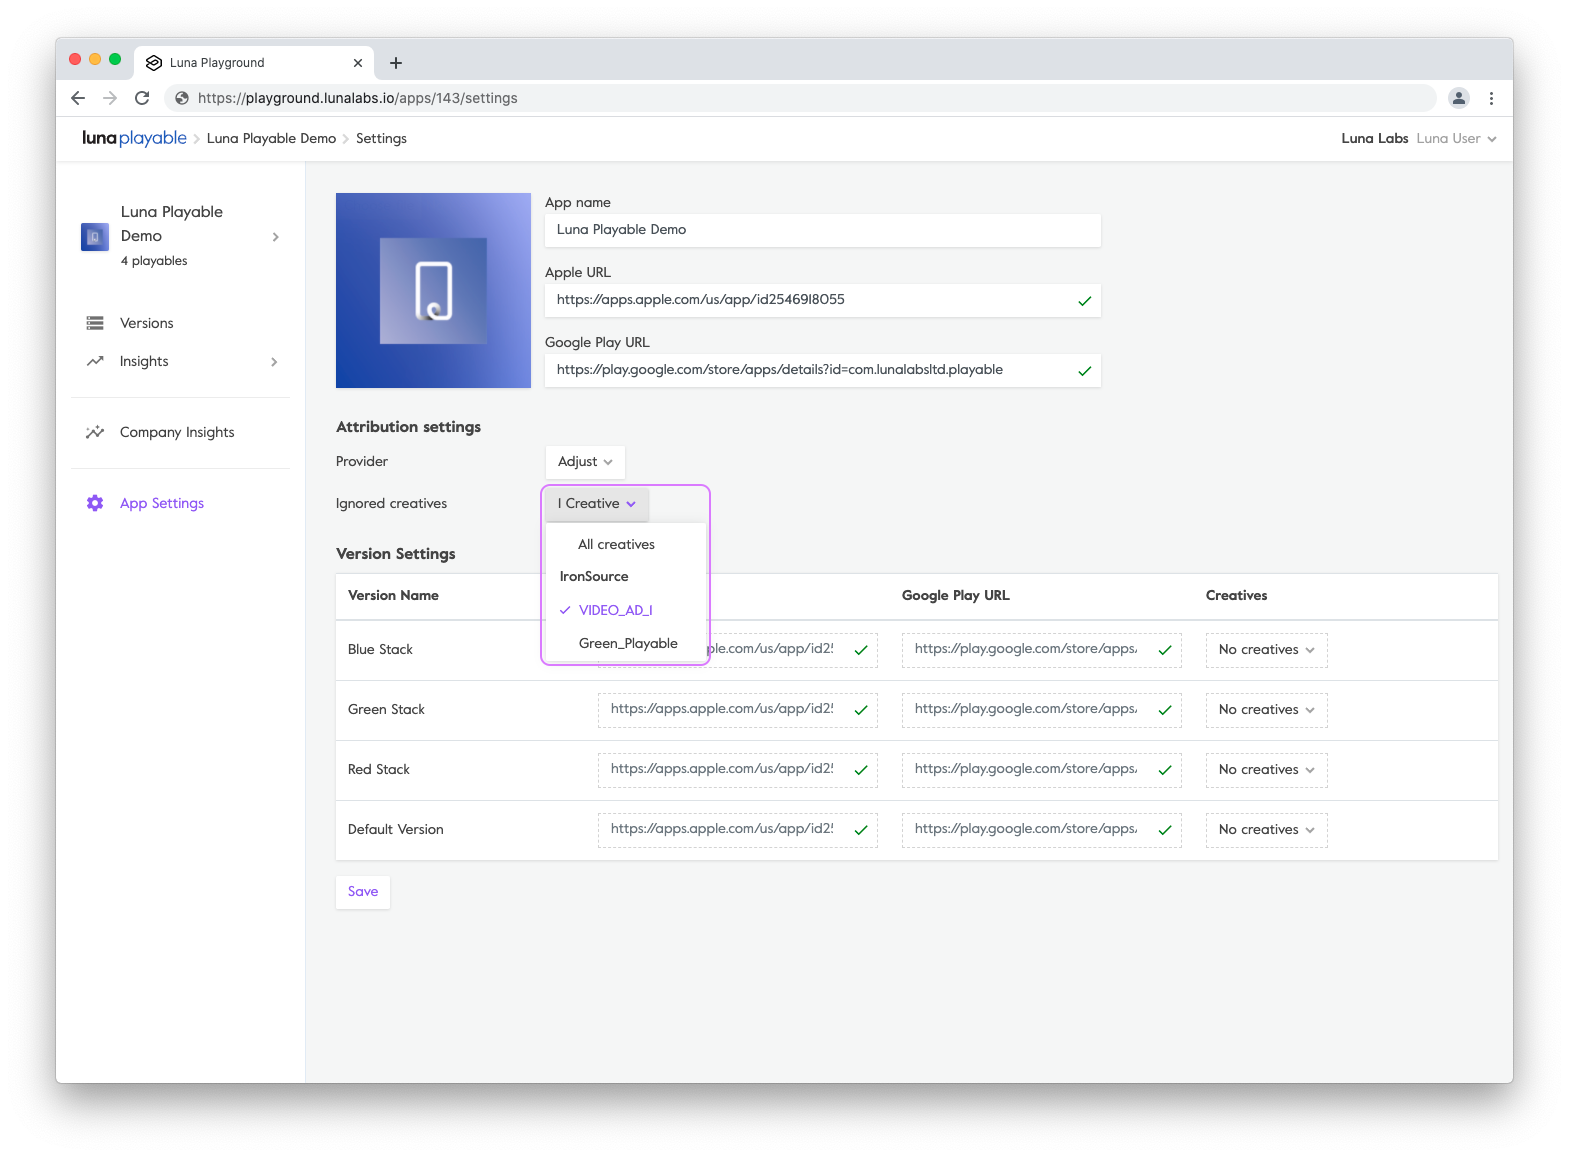 Luna Playground
https://playground.lunalabs.io/apps/143/settings
lunaplayable > Luna Playable Demo > Settings
Luna Labs Luna User
Luna Playable
Demo
4 playables
Versions
Insights
Company Insights
App Settings
App name
Luna Playable Demo
Apple URL
https://apps.apple.com/us/app/id2546918055
Google Play URL
https://play.google.com/store/apps/details?id=com.lunalabsltd.playable
Attribution settings
Provider
Adjust
Ignored creatives
1 Creative
All creatives
IronSource
VIDEO_AD_1
Green_Playable
Version Settings
Version Name
Google Play URL
Creatives
Blue Stack
ple.com/us/app/id25
https://play.google.com/store/apps/
No creatives
Green Stack
https://apps.apple.com/us/app/id25
https://play.google.com/store/apps/
No creatives
Red Stack
https://apps.apple.com/us/app/id25
https://play.google.com/store/apps/
No creatives
Default Version
https://apps.apple.com/us/app/id25
https://play.google.com/store/apps/
No creatives
Save